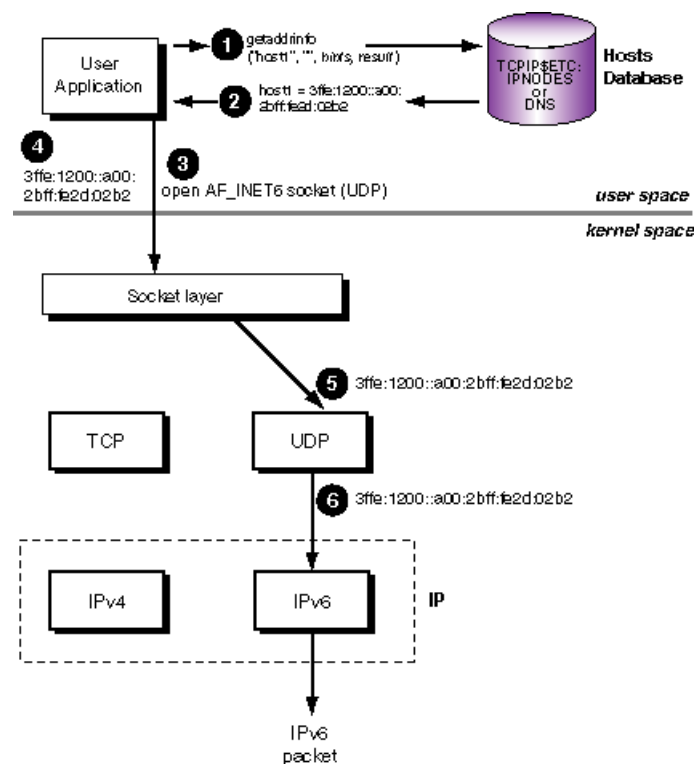 User
Application
1
getaddrinfo
("host1", "", hints, result)
2
host1 = 3ffe:1200::a00:
2bff:fe2d:02b2
TCPIP$ETC:
IPNODES
or
DNS
Hosts
Database
4
3ffe:1200::a00:
2bff:fe2d:02b2
3
open AF_INET6 socket (UDP)
user space
kernel space
Socket layer
5
3ffe:1200::a00:2bff:fe2d:02b2
TCP
UDP
6
3ffe:1200::a00:2bff:fe2d:02b2
IPv4
IPv6
IP
IPv6
packet